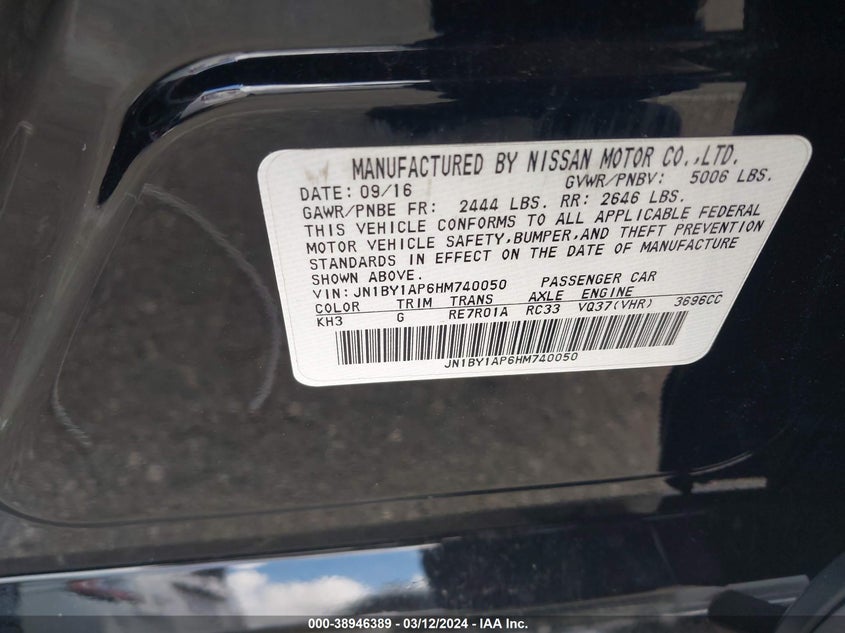 MANUFACTURED BY NISSAN MOTOR CO.,LTD.
DATE: 09/16 GVWR/PNBV: 5006 LBS.
GAWR/PNBE FR: 2444 LBS. RR: 2646 LBS.
THIS VEHICLE CONFORMS TO ALL APPLICABLE FEDERAL
MOTOR VEHICLE SAFETY,BUMPER,AND THEFT PREVENTION
STANDARDS IN EFFECT ON THE DATE OF MANUFACTURE
SHOWN ABOVE.
VIN:JN1BY1AP6HM740050 PASSENGER CAR
COLOR TRIM TRANS AXLE ENGINE
KH3 G RE7R01A RC33 VQ37(VHR) 3696CC
JN1BY1AP6HM740050
000-38946389 - 03/12/2024 - IAA Inc.